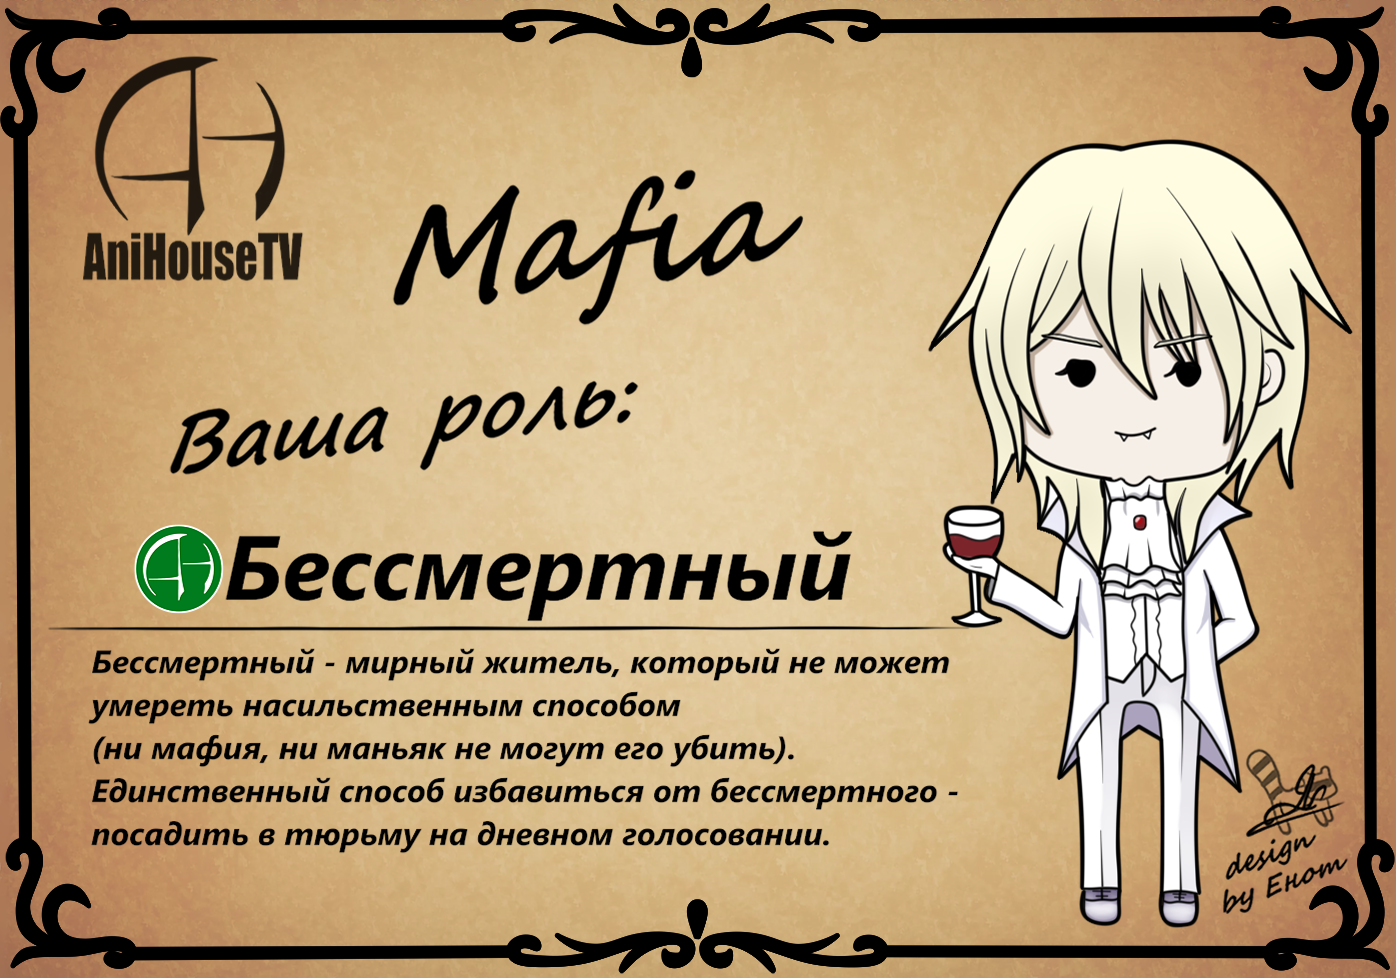 AniHouseTV
Mafia
Ваша роль:
Бессмертный
Бессмертный - мирный житель, который не может
умереть насильственным способом
(ни мафия, ни маньяк не могут его убить).
Единственный способ избавиться от бессмертного -
посадить в тюрьму на дневном голосовании.
design
by Енот